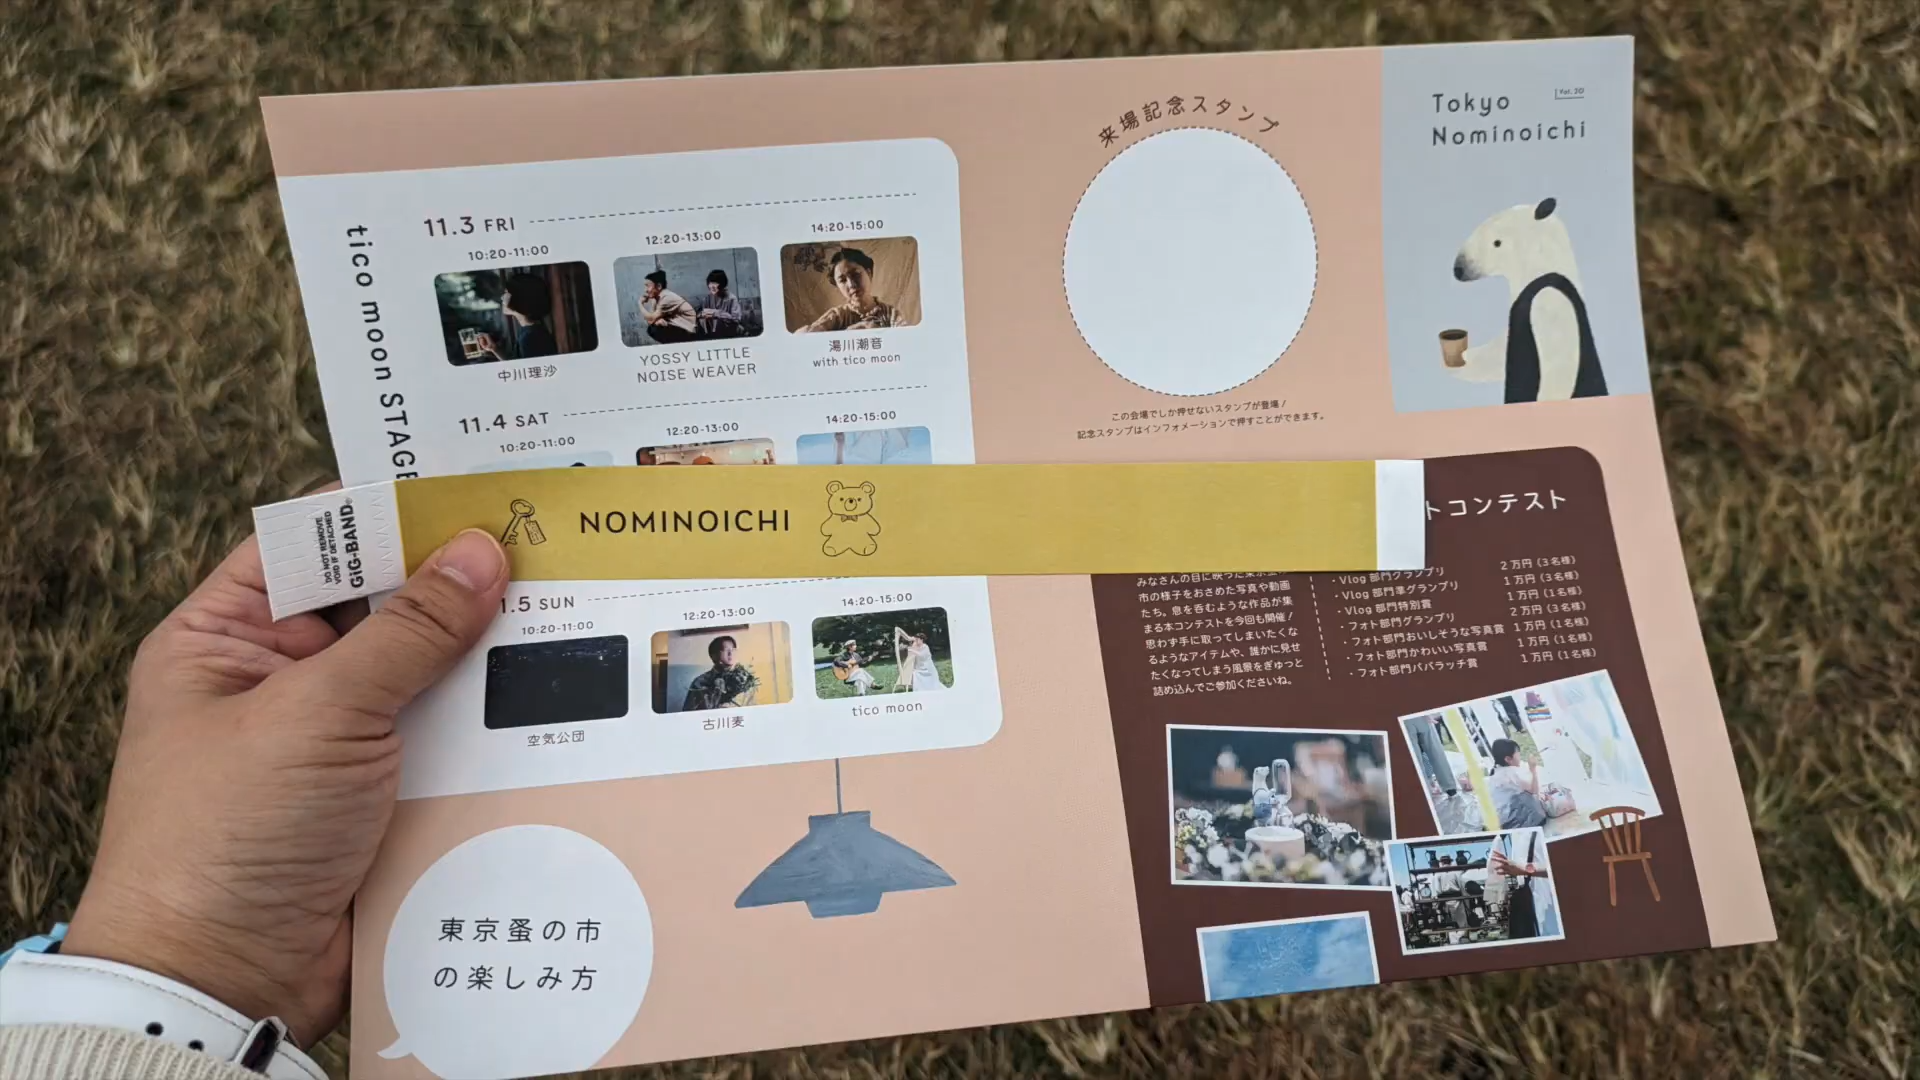 tico moon STAGE
11.3 FRI
10:20-11:00
12:20-13:00
14:20-15:00
中川理沙
YOSSY LITTLE
NOISE WEAVER
湯川潮音
with tico moon
11.4 SAT
10:20-11:00
12:20-13:00
14:20-15:00
1.5 SUN
10:20-11:00
12:20-13:00
14:20-15:00
空気公団
古川麦
tico moon
来場記念スタンプ
この会場でしか押せないスタンプが登場！
記念スタンプはインフォメーションで押すことができます。
Tokyo
Nominoichi
Vol. 20
DO NOT REMOVE
VOID IF DETACHED
GiG-BAND
NOMINOICHI
トコンテスト
みなさんの目に映った東京蚤の
市の様子をおさめた写真や動画
たち。息を呑むような作品が集
まる本コンテストを今回も開催！
思わず手に取ってしまいたくな
るようなアイテムや、誰かに見せ
たくなってしまう風景をぎゅっと
詰め込んでご参加くださいね。
・Vlog 部門グランプリ 2万円（3名様）
・Vlog 部門準グランプリ 1万円（3名様）
・Vlog 部門特別賞 1万円（1名様）
・フォト部門グランプリ 2万円（3名様）
・フォト部門おいしそうな写真賞 1万円（1名様）
・フォト部門かわいい写真賞 1万円（1名様）
・フォト部門パパラッチ賞 1万円（1名様）
東京蚤の市
の楽しみ方